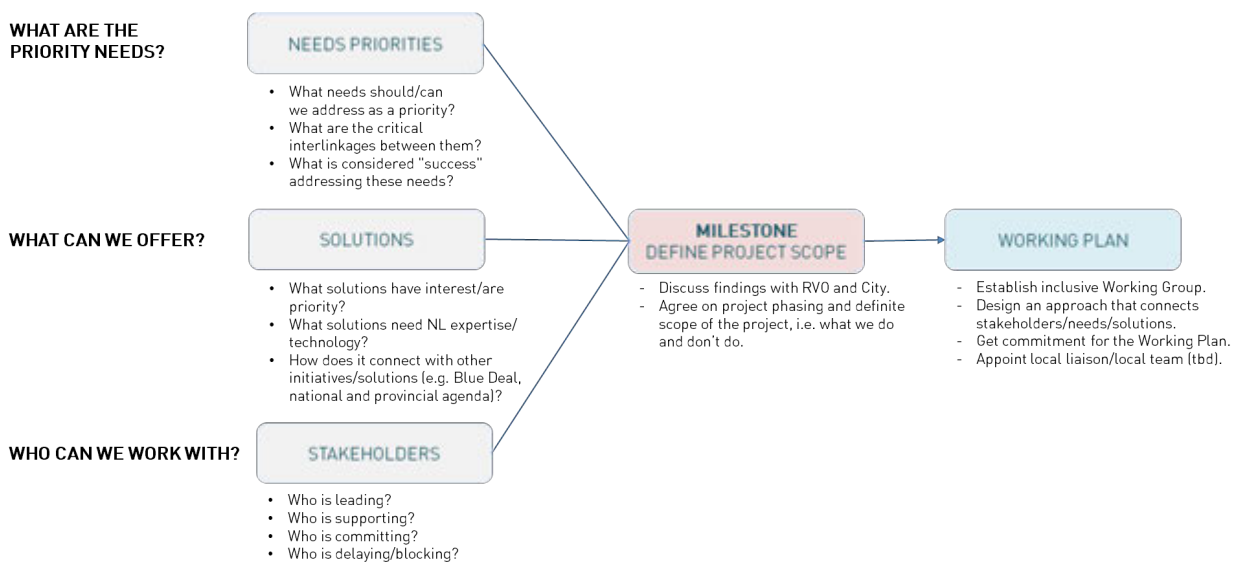 WHAT ARE THE
PRIORITY NEEDS?
NEEDS PRIORITIES
• What needs should/can
we address as a priority?
• What are the critical
interlinkages between them?
• What is considered "success"
addressing these needs?
WHAT CAN WE OFFER?
SOLUTIONS
• What solutions have interest/are
priority?
• What solutions need NL expertise/
technology?
• How does it connect with other
initiatives/solutions (e.g. Blue Deal,
national and provincial agenda)?
WHO CAN WE WORK WITH?
STAKEHOLDERS
• Who is leading?
• Who is supporting?
• Who is committing?
• Who is delaying/blocking?
MILESTONE
DEFINE PROJECT SCOPE
- Discuss findings with RVO and City.
- Agree on project phasing and definite
scope of the project, i.e. what we do
and don't do.
WORKING PLAN
- Establish inclusive Working Group.
- Design an approach that connects
stakeholders/needs/solutions.
- Get commitment for the Working Plan.
- Appoint local liaison/local team (tbd).